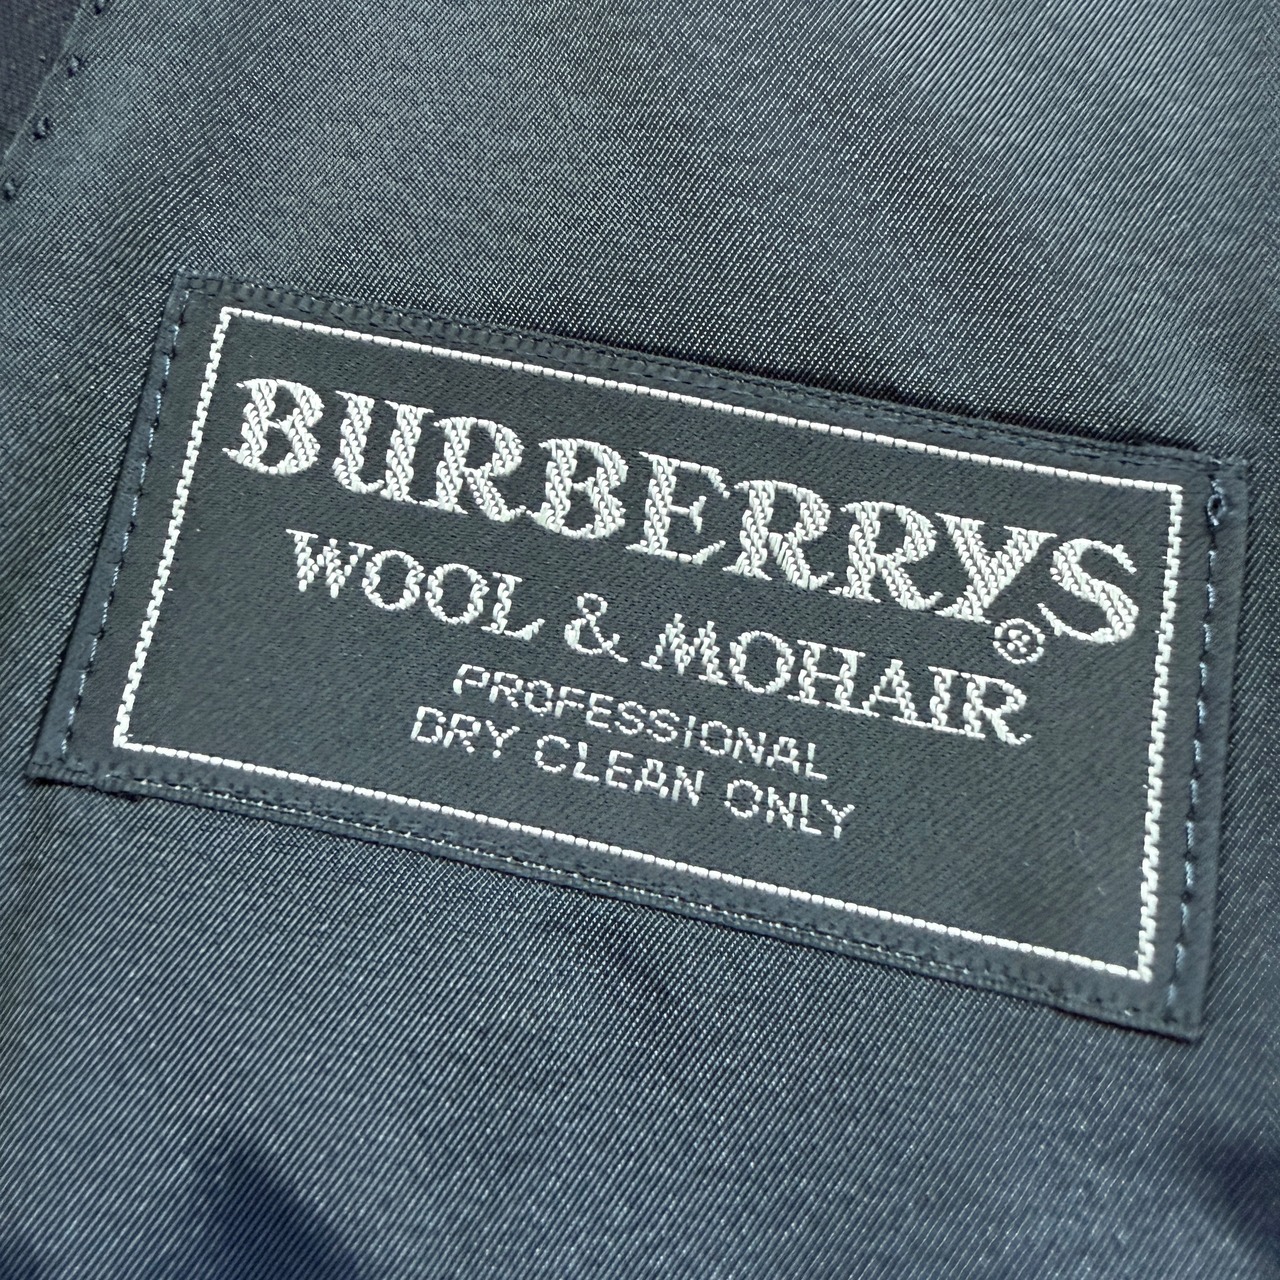 BURBERRYS®
WOOL & MOHAIR
PROFESSIONAL
DRY CLEAN ONLY